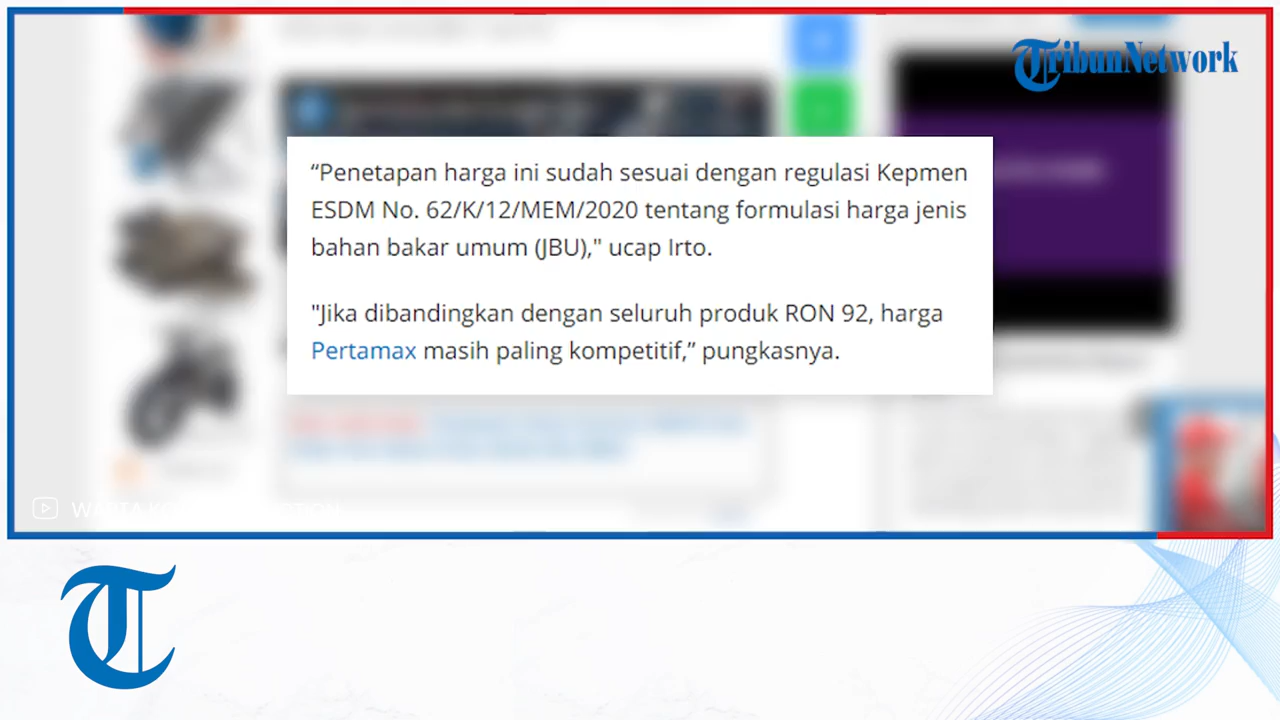 TribunNetwork
“Penetapan harga ini sudah sesuai dengan regulasi Kepmen
ESDM No. 62/K/12/MEM/2020 tentang formulasi harga jenis
bahan bakar umum (JBU)," ucap Irto.
"Jika dibandingkan dengan seluruh produk RON 92, harga
Pertamax masih paling kompetitif,” pungkasnya.
T